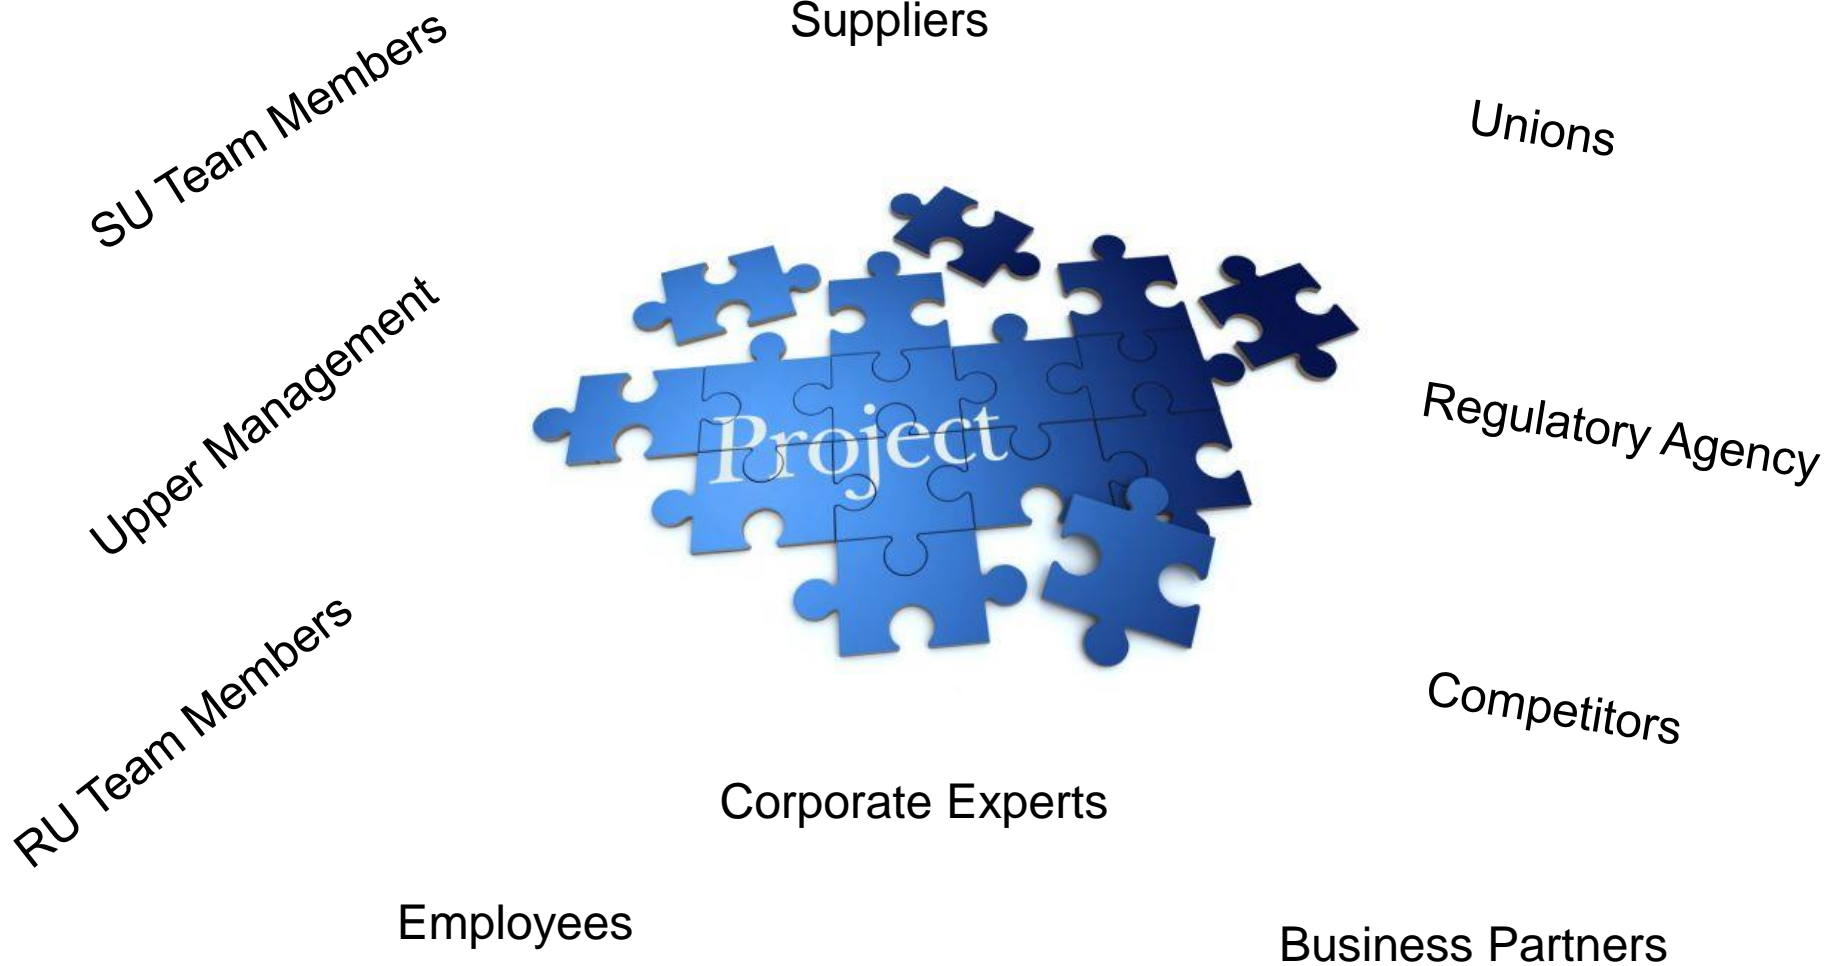 Suppliers
SU Team Members
Unions
Upper Management
Project
Regulatory Agency
RU Team Members
Competitors
Corporate Experts
Employees
Business Partners